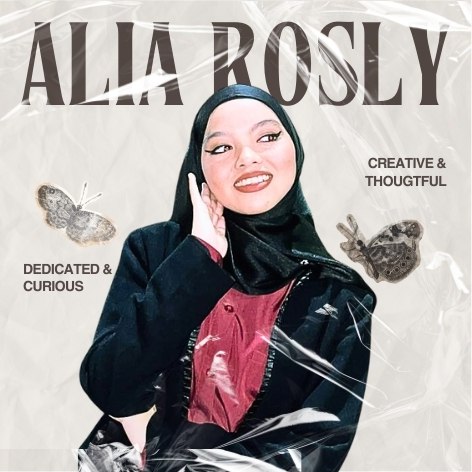 ALIA ROSLY
CREATIVE &
THOUGTFUL
DEDICATED &
CURIOUS